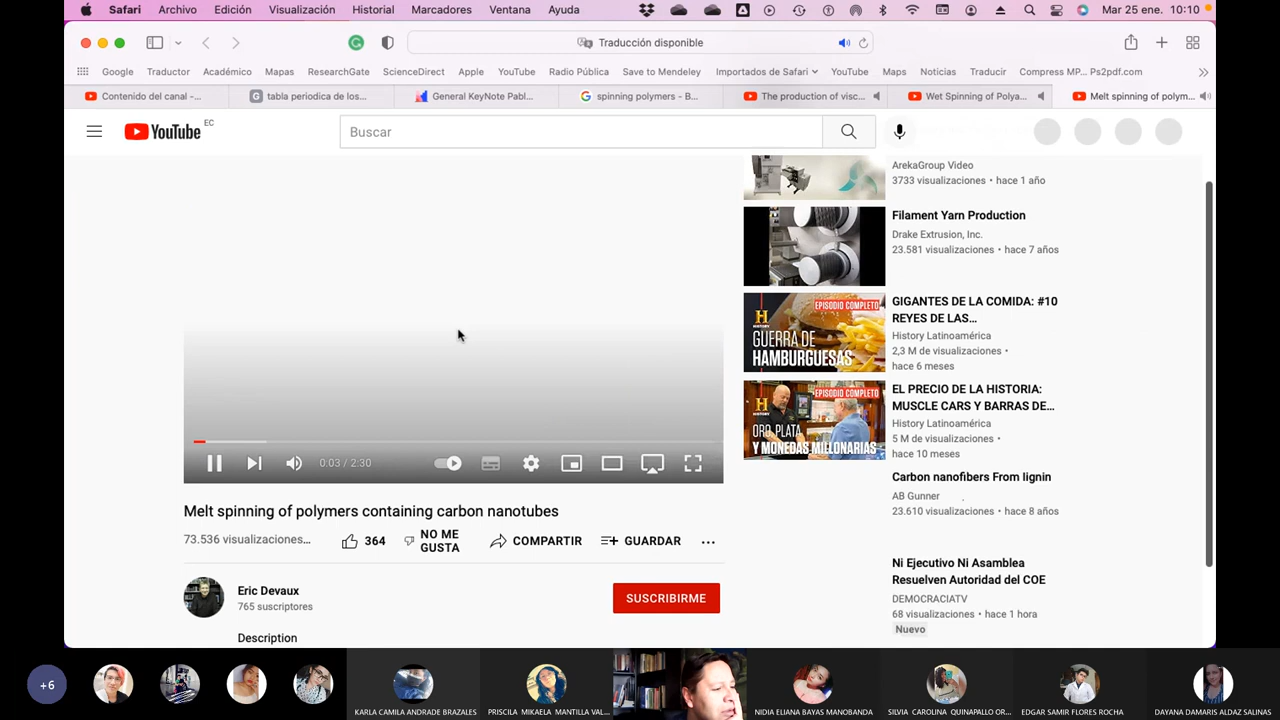 Safari Archivo Edición Visualización Historial Marcadores Ventana Ayuda Mar 25 ene. 10:10
Traducción disponible
Google Traductor Académico Mapas ResearchGate ScienceDirect Apple YouTube Radio Pública Save to Mendeley Importados de Safari YouTube Maps Noticias Traducir Compress MP... Ps2pdf.com
Contenido del canal -... tabla periodica de los... General KeyNote Pabl... spinning polymers - B... The production of visc... Wet Spinning of Polya... Melt spinning of polym...
YouTube EC
Buscar
ArekaGroup Video
3733 visualizaciones • hace 1 año
Filament Yarn Production
Drake Extrusion, Inc.
23.581 visualizaciones • hace 7 años
EPISODIO COMPLETO
H
HISTORY
GUERRA DE
HAMBURGUESAS
GIGANTES DE LA COMIDA: #10
REYES DE LAS...
History Latinoamérica
2,3 M de visualizaciones •
hace 6 meses
EPISODIO COMPLETO
H
HISTORY
ORO, PLATA
Y MONEDAS MILLONARIAS
EL PRECIO DE LA HISTORIA:
MUSCLE CARS Y BARRAS DE...
History Latinoamérica
5 M de visualizaciones •
hace 10 meses
0:03 / 2:30
Carbon nanofibers From lignin
AB Gunner
23.610 visualizaciones • hace 8 años
Melt spinning of polymers containing carbon nanotubes
73.536 visualizaciones... 364 NO ME GUSTA COMPARTIR GUARDAR ...
Ni Ejecutivo Ni Asamblea
Resuelven Autoridad del COE
DEMOCRACIATV
68 visualizaciones • hace 1 hora
Nuevo
Eric Devaux
765 suscriptores
SUSCRIBIRME
Description
+6
KARLA CAMILA ANDRADE BRAZALES PRISCILA MIKAELA MANTILLA VAL... NIDIA ELIANA BAYAS MANOBANDA SILVIA CAROLINA QUINAPALLO OR... EDGAR SAMIR FLORES ROCHA DAYANA DAMARIS ALDAZ SALINAS